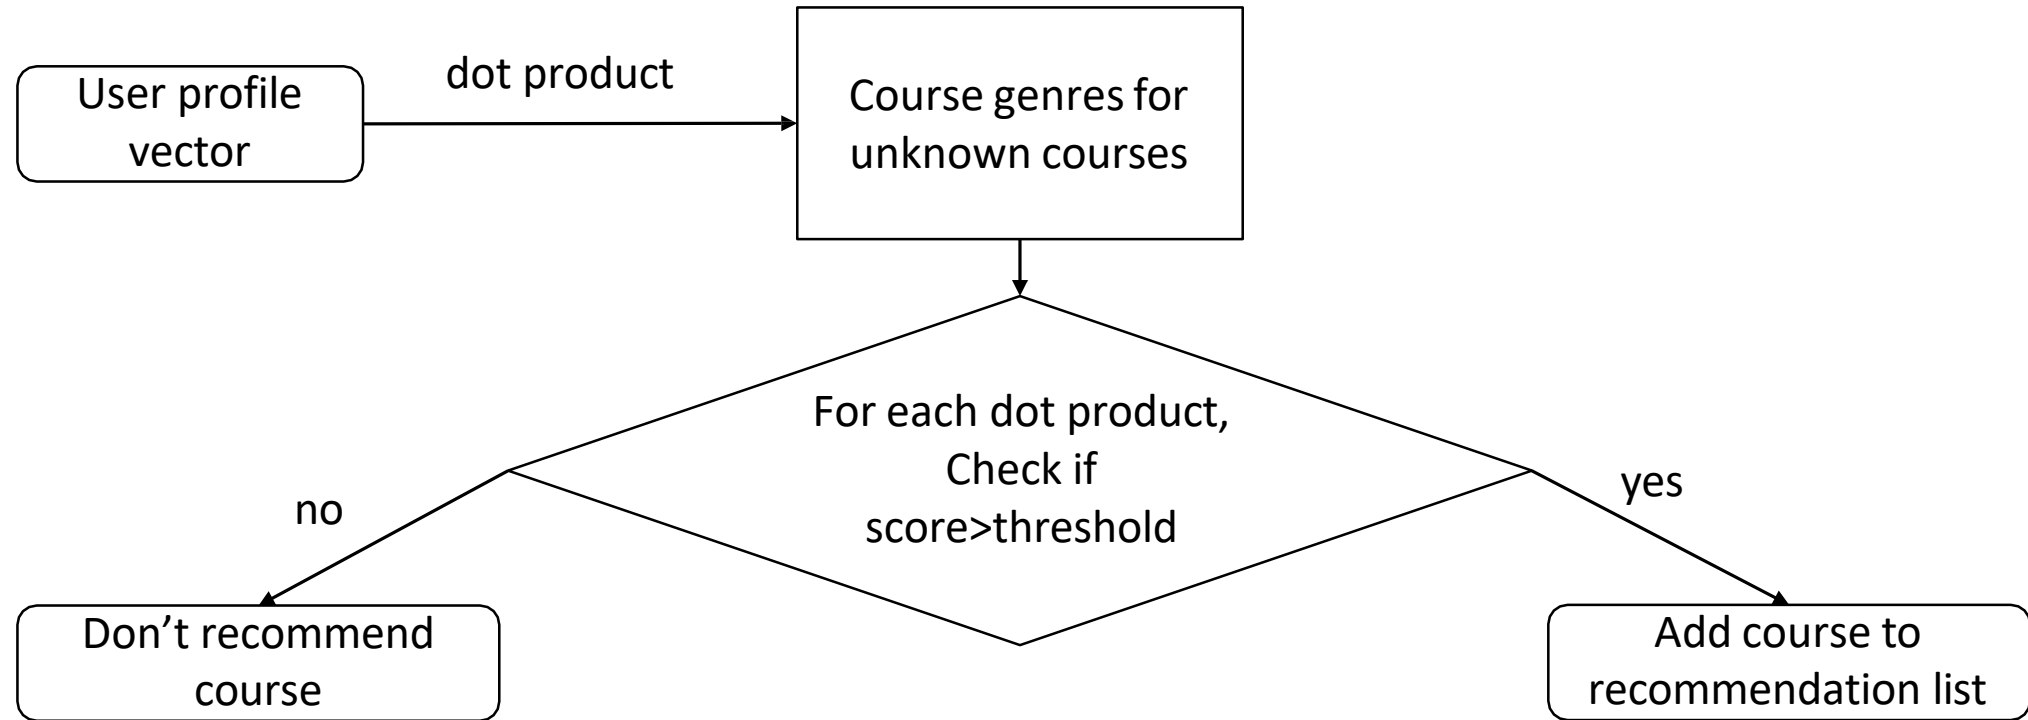 User profile
vector
dot product
Course genres for
unknown courses
For each dot product,
Check if
score>threshold
no
yes
Don’t recommend
course
Add course to
recommendation list